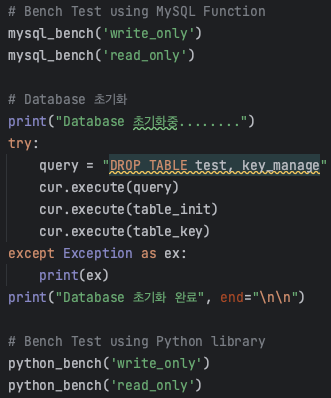 # Bench Test using MySQL Function
mysql_bench('write_only')
mysql_bench('read_only')
# Database 초기화
print("Database 초기화중........")
try:
    query = "DROP TABLE test, key_manage"
    cur.execute(query)
    cur.execute(table_init)
    cur.execute(table_key)
except Exception as ex:
    print(ex)
print("Database 초기화 완료", end="\n\n")
# Bench Test using Python library
python_bench('write_only')
python_bench('read_only')